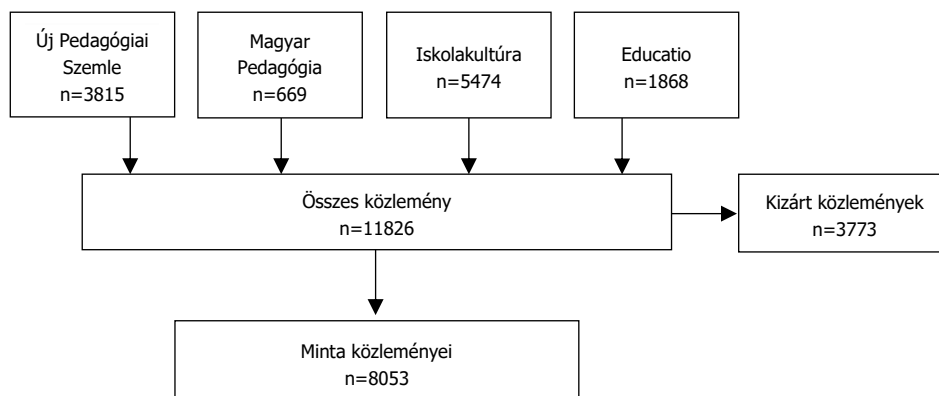 Új Pedagógiai
Szemle
n=3815
Magyar
Pedagógia
n=669
Iskolakultúra
n=5474
Educatio
n=1868
Összes közlemény
n=11826
Kizárt közlemények
n=3773
Minta közleményei
n=8053